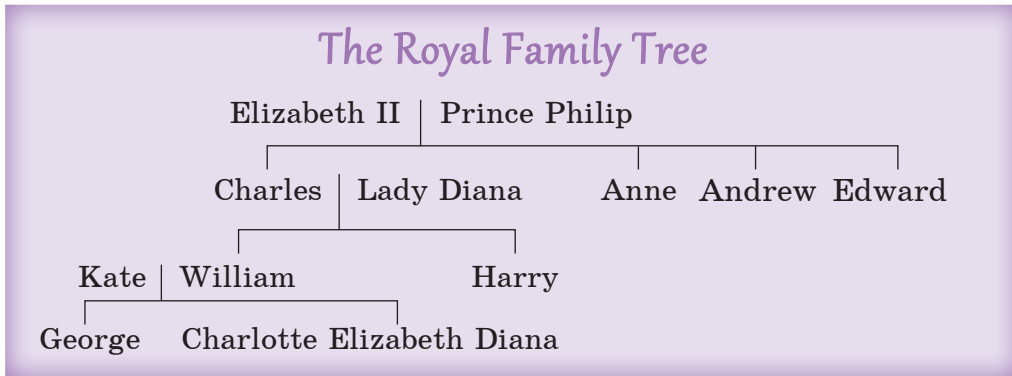 The Royal Family Tree
Elizabeth II Prince Philip
Charles Lady Diana Anne Andrew Edward
Kate William Harry
George Charlotte Elizabeth Diana